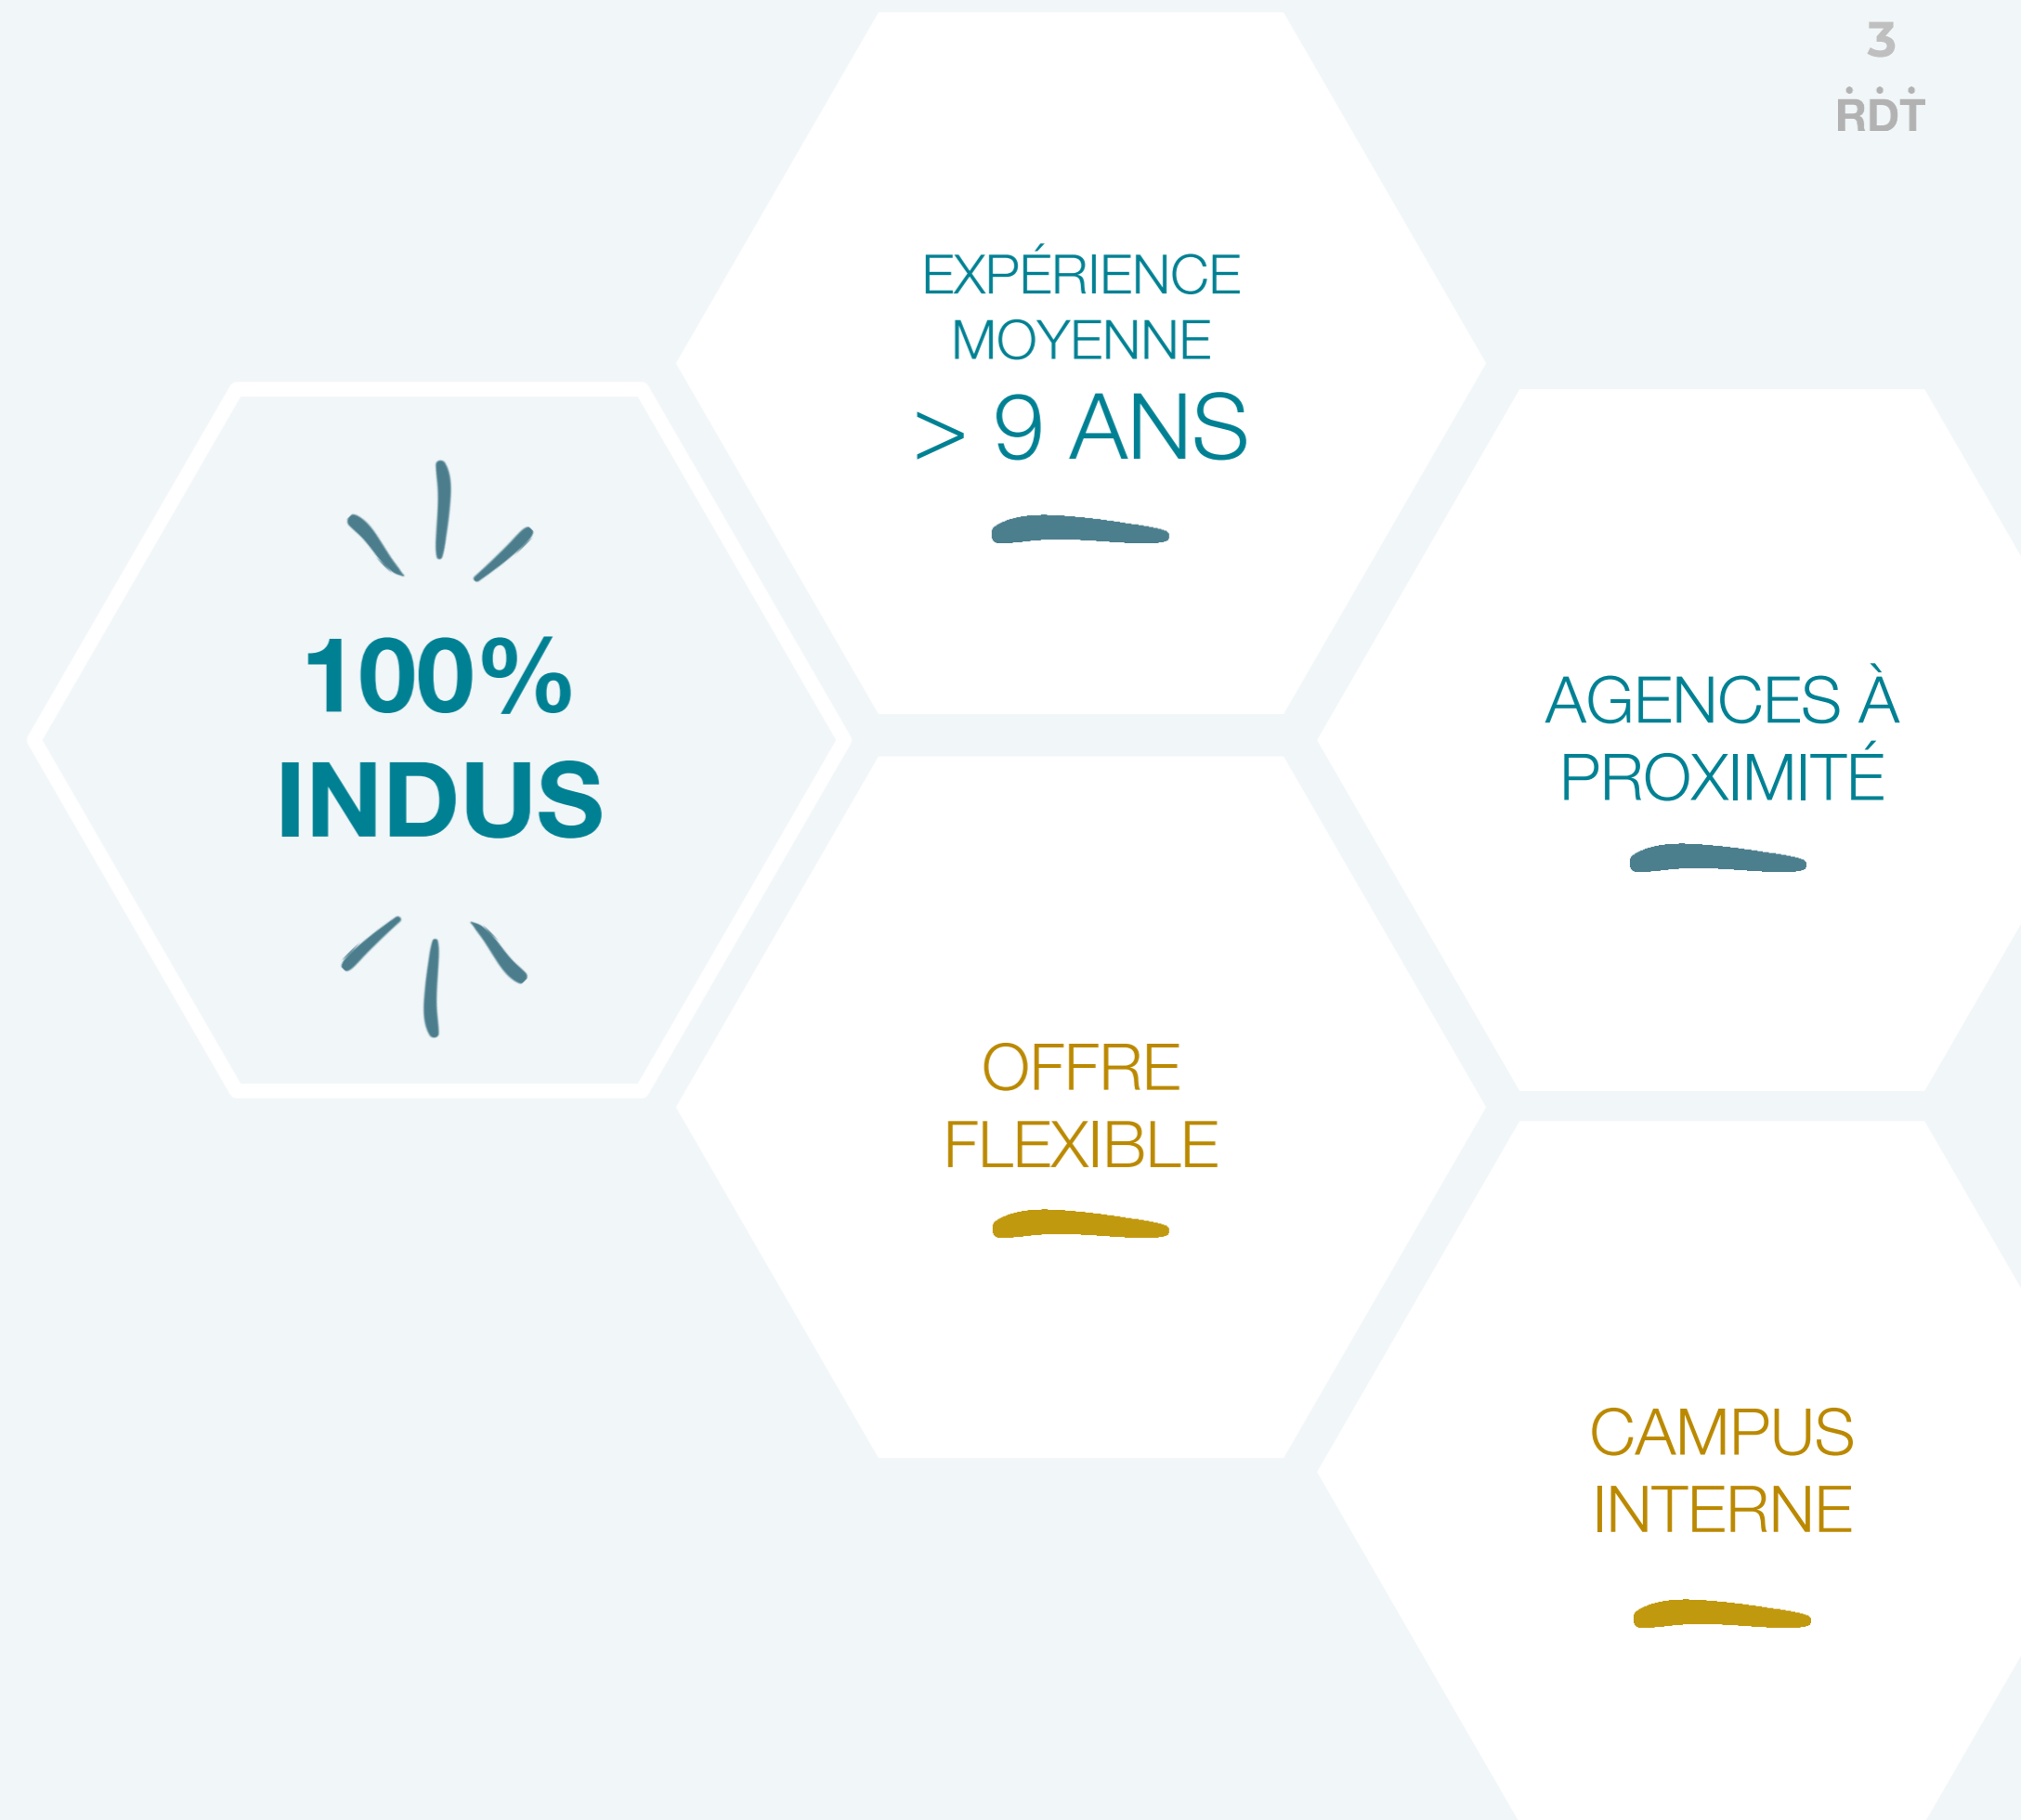 3
RDT
EXPÉRIENCE
MOYENNE
> 9 ANS
100%
INDUS
AGENCES À
PROXIMITÉ
OFFRE
FLEXIBLE
CAMPUS
INTERNE